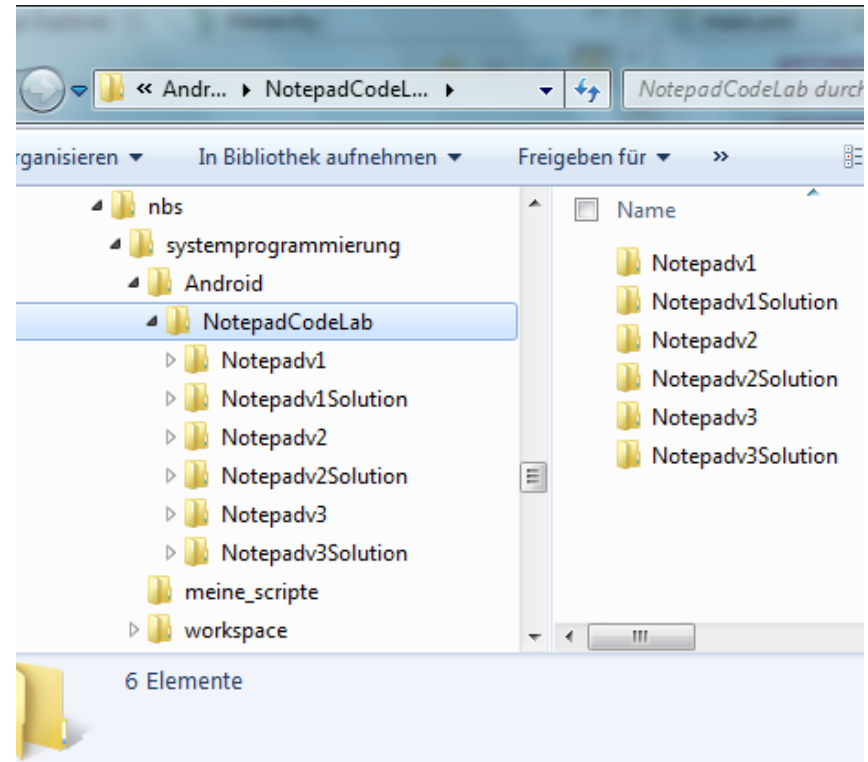 « Andr... NotepadCodeL... NotepadCodeLab durch
rganisieren In Bibliothek aufnehmen Freigeben für »
nbs
systemprogrammierung
Android
NotepadCodeLab
Notepadv1
Notepadv1Solution
Notepadv2
Notepadv2Solution
Notepadv3
Notepadv3Solution
meine_scripte
workspace
Name
Notepadv1
Notepadv1Solution
Notepadv2
Notepadv2Solution
Notepadv3
Notepadv3Solution
6 Elemente